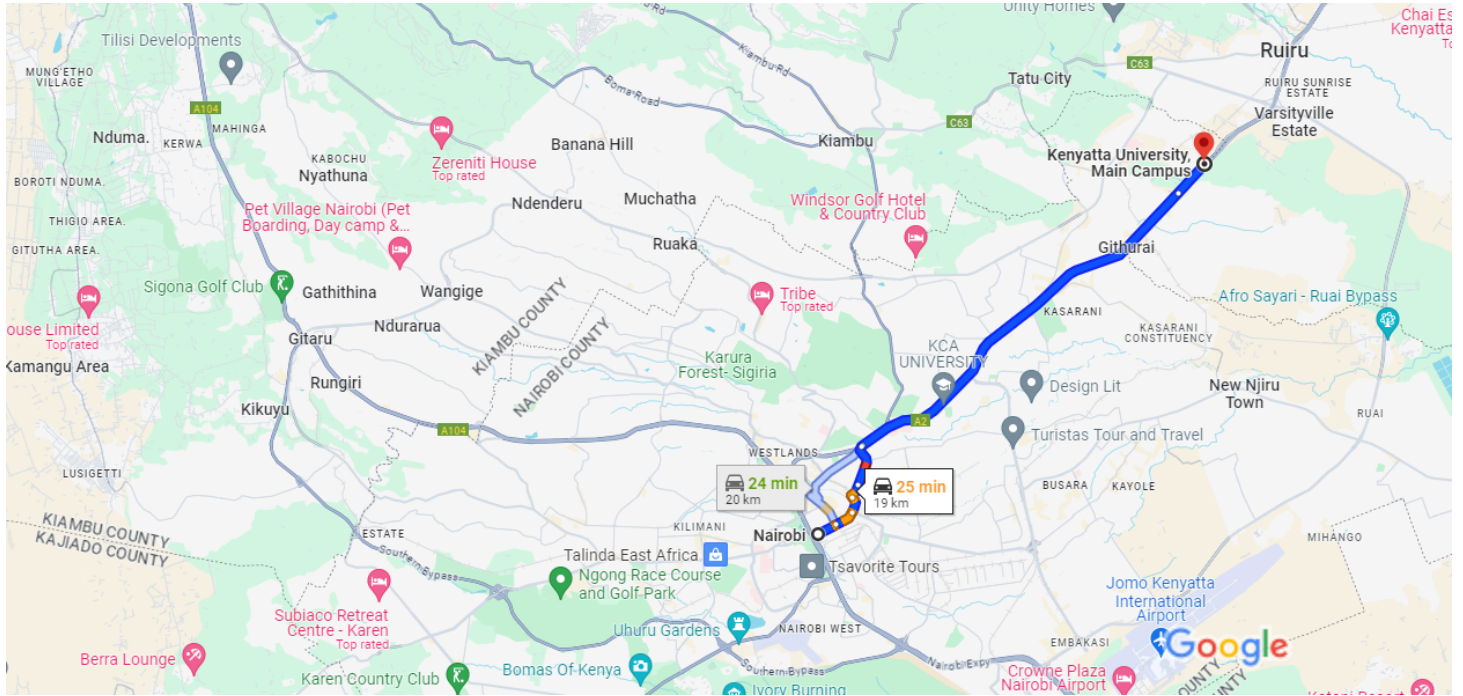 Unity Homes
Chai Es
Kenyatta
Tilisi Developments
Ruiru
C63
MUNG'ETHO
VILLAGE
Kiambu Rd
Tatu City
RUIRU SUNRISE
ESTATE
A104
Boma Road
Nduma.
KERWA
MAHINGA
C63
Varsityville
Estate
Banana Hill
Kiambu
Zereniti House
Top rated
KABOCHU
Nyathuna
Kenyatta University,
Main Campus
BOROTI NDUMA.
Muchatha
Ndenderu
Windsor Golf Hotel
& Country Club
Pet Village Nairobi (Pet
Boarding, Day camp &...
THIGIO AREA.
GITUTHA AREA.
Ruaka
Githurai
Sigona Golf Club
Gathithina
Wangige
Tribe
Top rated
Afro Sayari - Ruai Bypass
ouse Limited
Top rated
Ndurarua
KIAMBU COUNTY
NAIROBI COUNTY
KASARANI
KASARANI
CONSTITUENCY
Gitaru
Kamangu Area
KCA
UNIVERSITY
Karura
Forest- Sigiria
Rungiri
Design Lit
New Njiru
Town
Kikuyu
RUAI
A104
A2
Turistas Tour and Travel
WESTLANDS
LUSIGETTI
24 min
20 km
25 min
19 km
BUSARA
KAYOLE
KIAMBU COUNTY
KAJIADO COUNTY
ESTATE
KILIMANI
Nairobi
MIHANGO
Southern Bypass
Talinda East Africa
Tsavorite Tours
Ngong Race Course
and Golf Park
Jomo Kenyatta
International
Airport
Subiaco Retreat
Centre - Karen
Top rated
Uhuru Gardens
NAIROBI WEST
EMBAKASI
Google
Berra Lounge
Bomas Of Kenya
Southern Bypass
Nairobi Expy
Crowne Plaza
Nairobi Airport
COUNTY
COUNTY
Karen Country Club
Ivory Burning